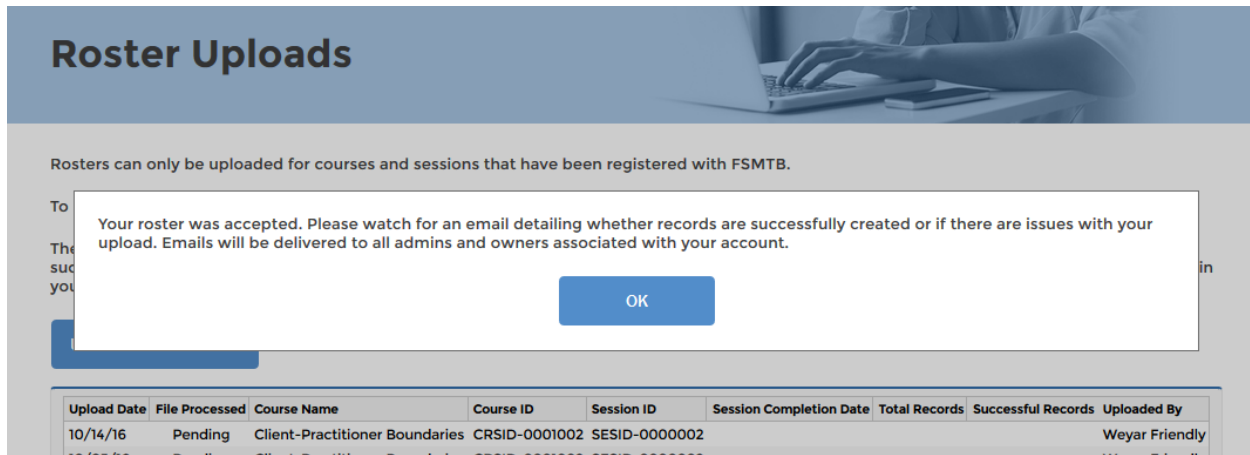 Roster Uploads
Rosters can only be uploaded for courses and sessions that have been registered with FSMTB.
To
Your roster was accepted. Please watch for an email detailing whether records are successfully created or if there are issues with your
upload. Emails will be delivered to all admins and owners associated with your account.
The
suc in
you
OK
Upload Date File Processed Course Name Course ID Session ID Session Completion Date Total Records Successful Records Uploaded By
10/14/16 Pending Client-Practitioner Boundaries CRSID-0001002 SESID-0000002 Weyar Friendly